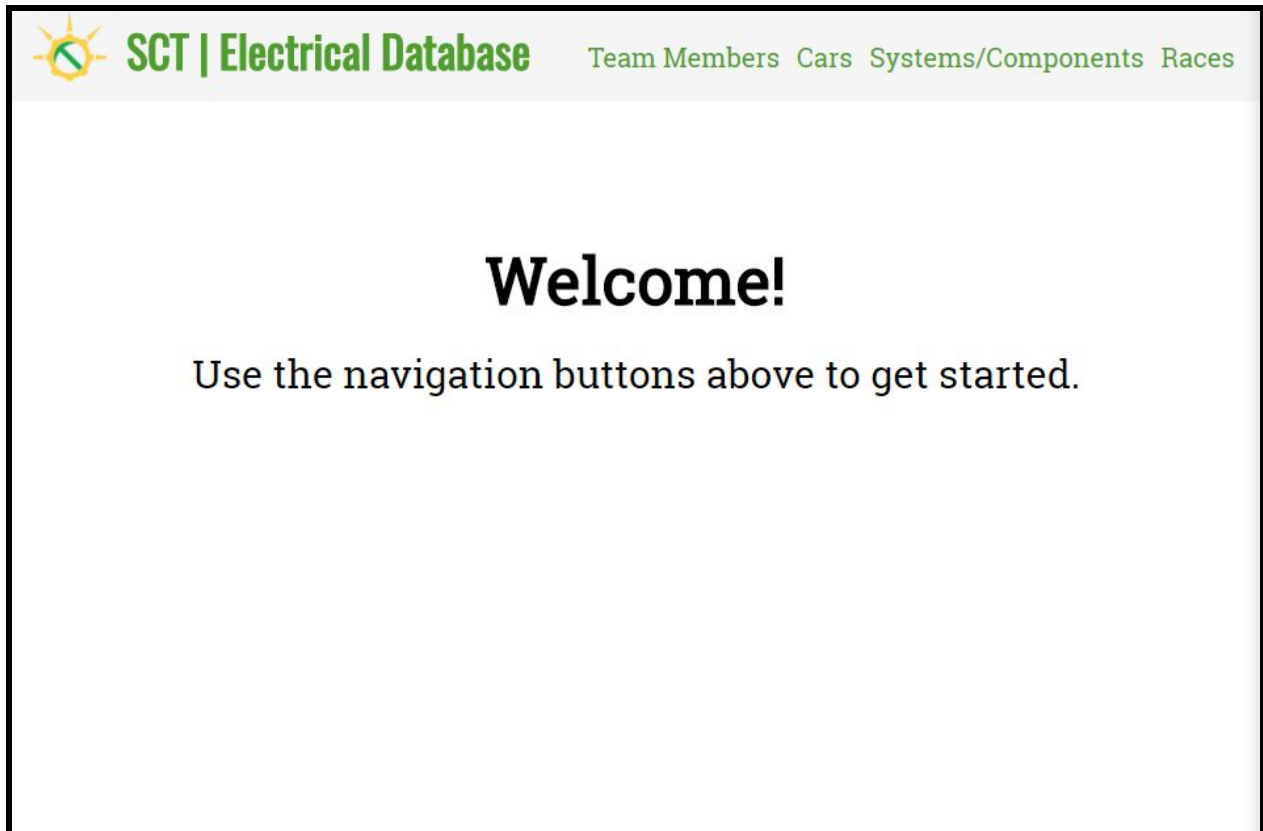 SCT | Electrical Database Team Members Cars Systems/Components Races
Welcome!
Use the navigation buttons above to get started.